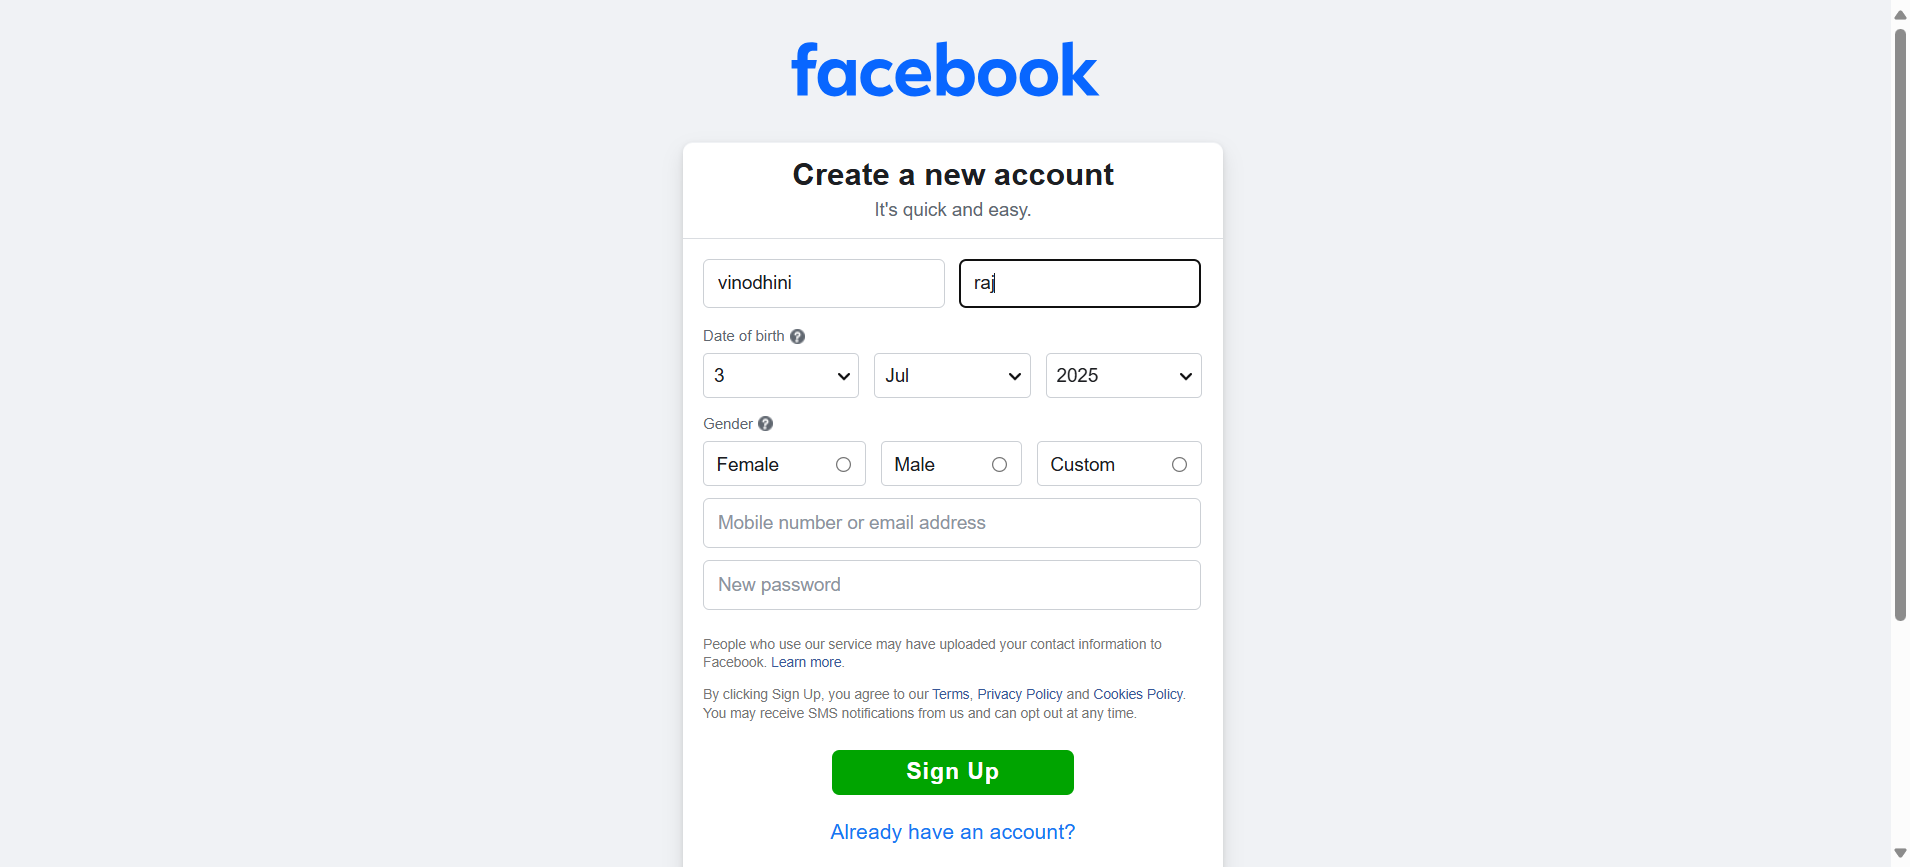 facebook
Create a new account
It's quick and easy.
vinodhini raj
Date of birth ?
3 Jul 2025
Gender ?
Female Male Custom
Mobile number or email address
New password
People who use our service may have uploaded your contact information to
Facebook. Learn more.
By clicking Sign Up, you agree to our Terms, Privacy Policy and Cookies Policy.
You may receive SMS notifications from us and can opt out at any time.
Sign Up
Already have an account?